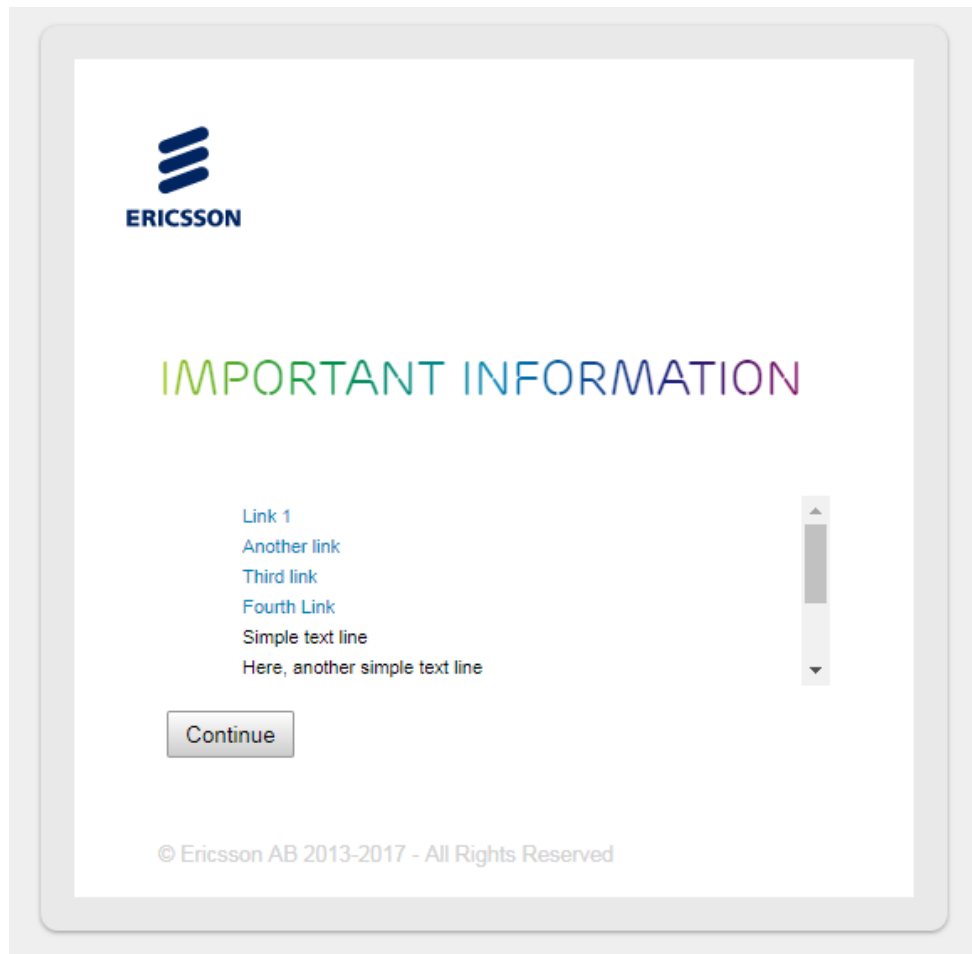 ERICSSON
IMPORTANT INFORMATION
Link 1
Another link
Third link
Fourth Link
Simple text line
Here, another simple text line
Continue
© Ericsson AB 2013-2017 - All Rights Reserved